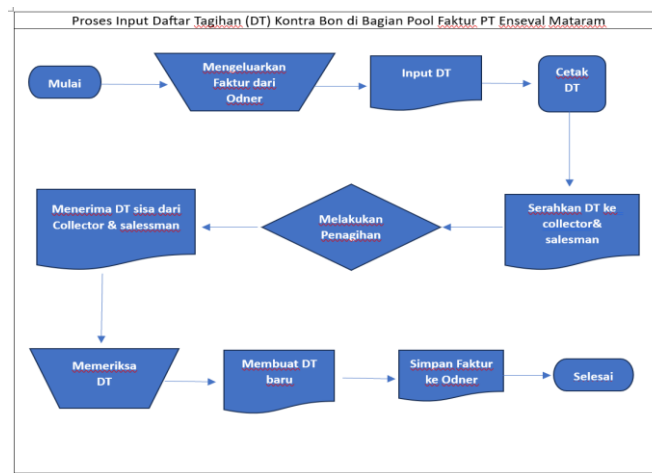 Proses Input Daftar Tagihan (DT) Kontra Bon di Bagian Pool Faktur PT Enseval Mataram
Mulai
Mengeluarkan
Faktur dari
Odner
Input DT
Cetak
DT
Menerima DT sisa dari
Collector & salessman
Melakukan
Penagihan
Serahkan DT ke
collector&
salesman
Memeriksa
DT
Membuat DT
baru
Simpan Faktur
ke Odner
Selesai